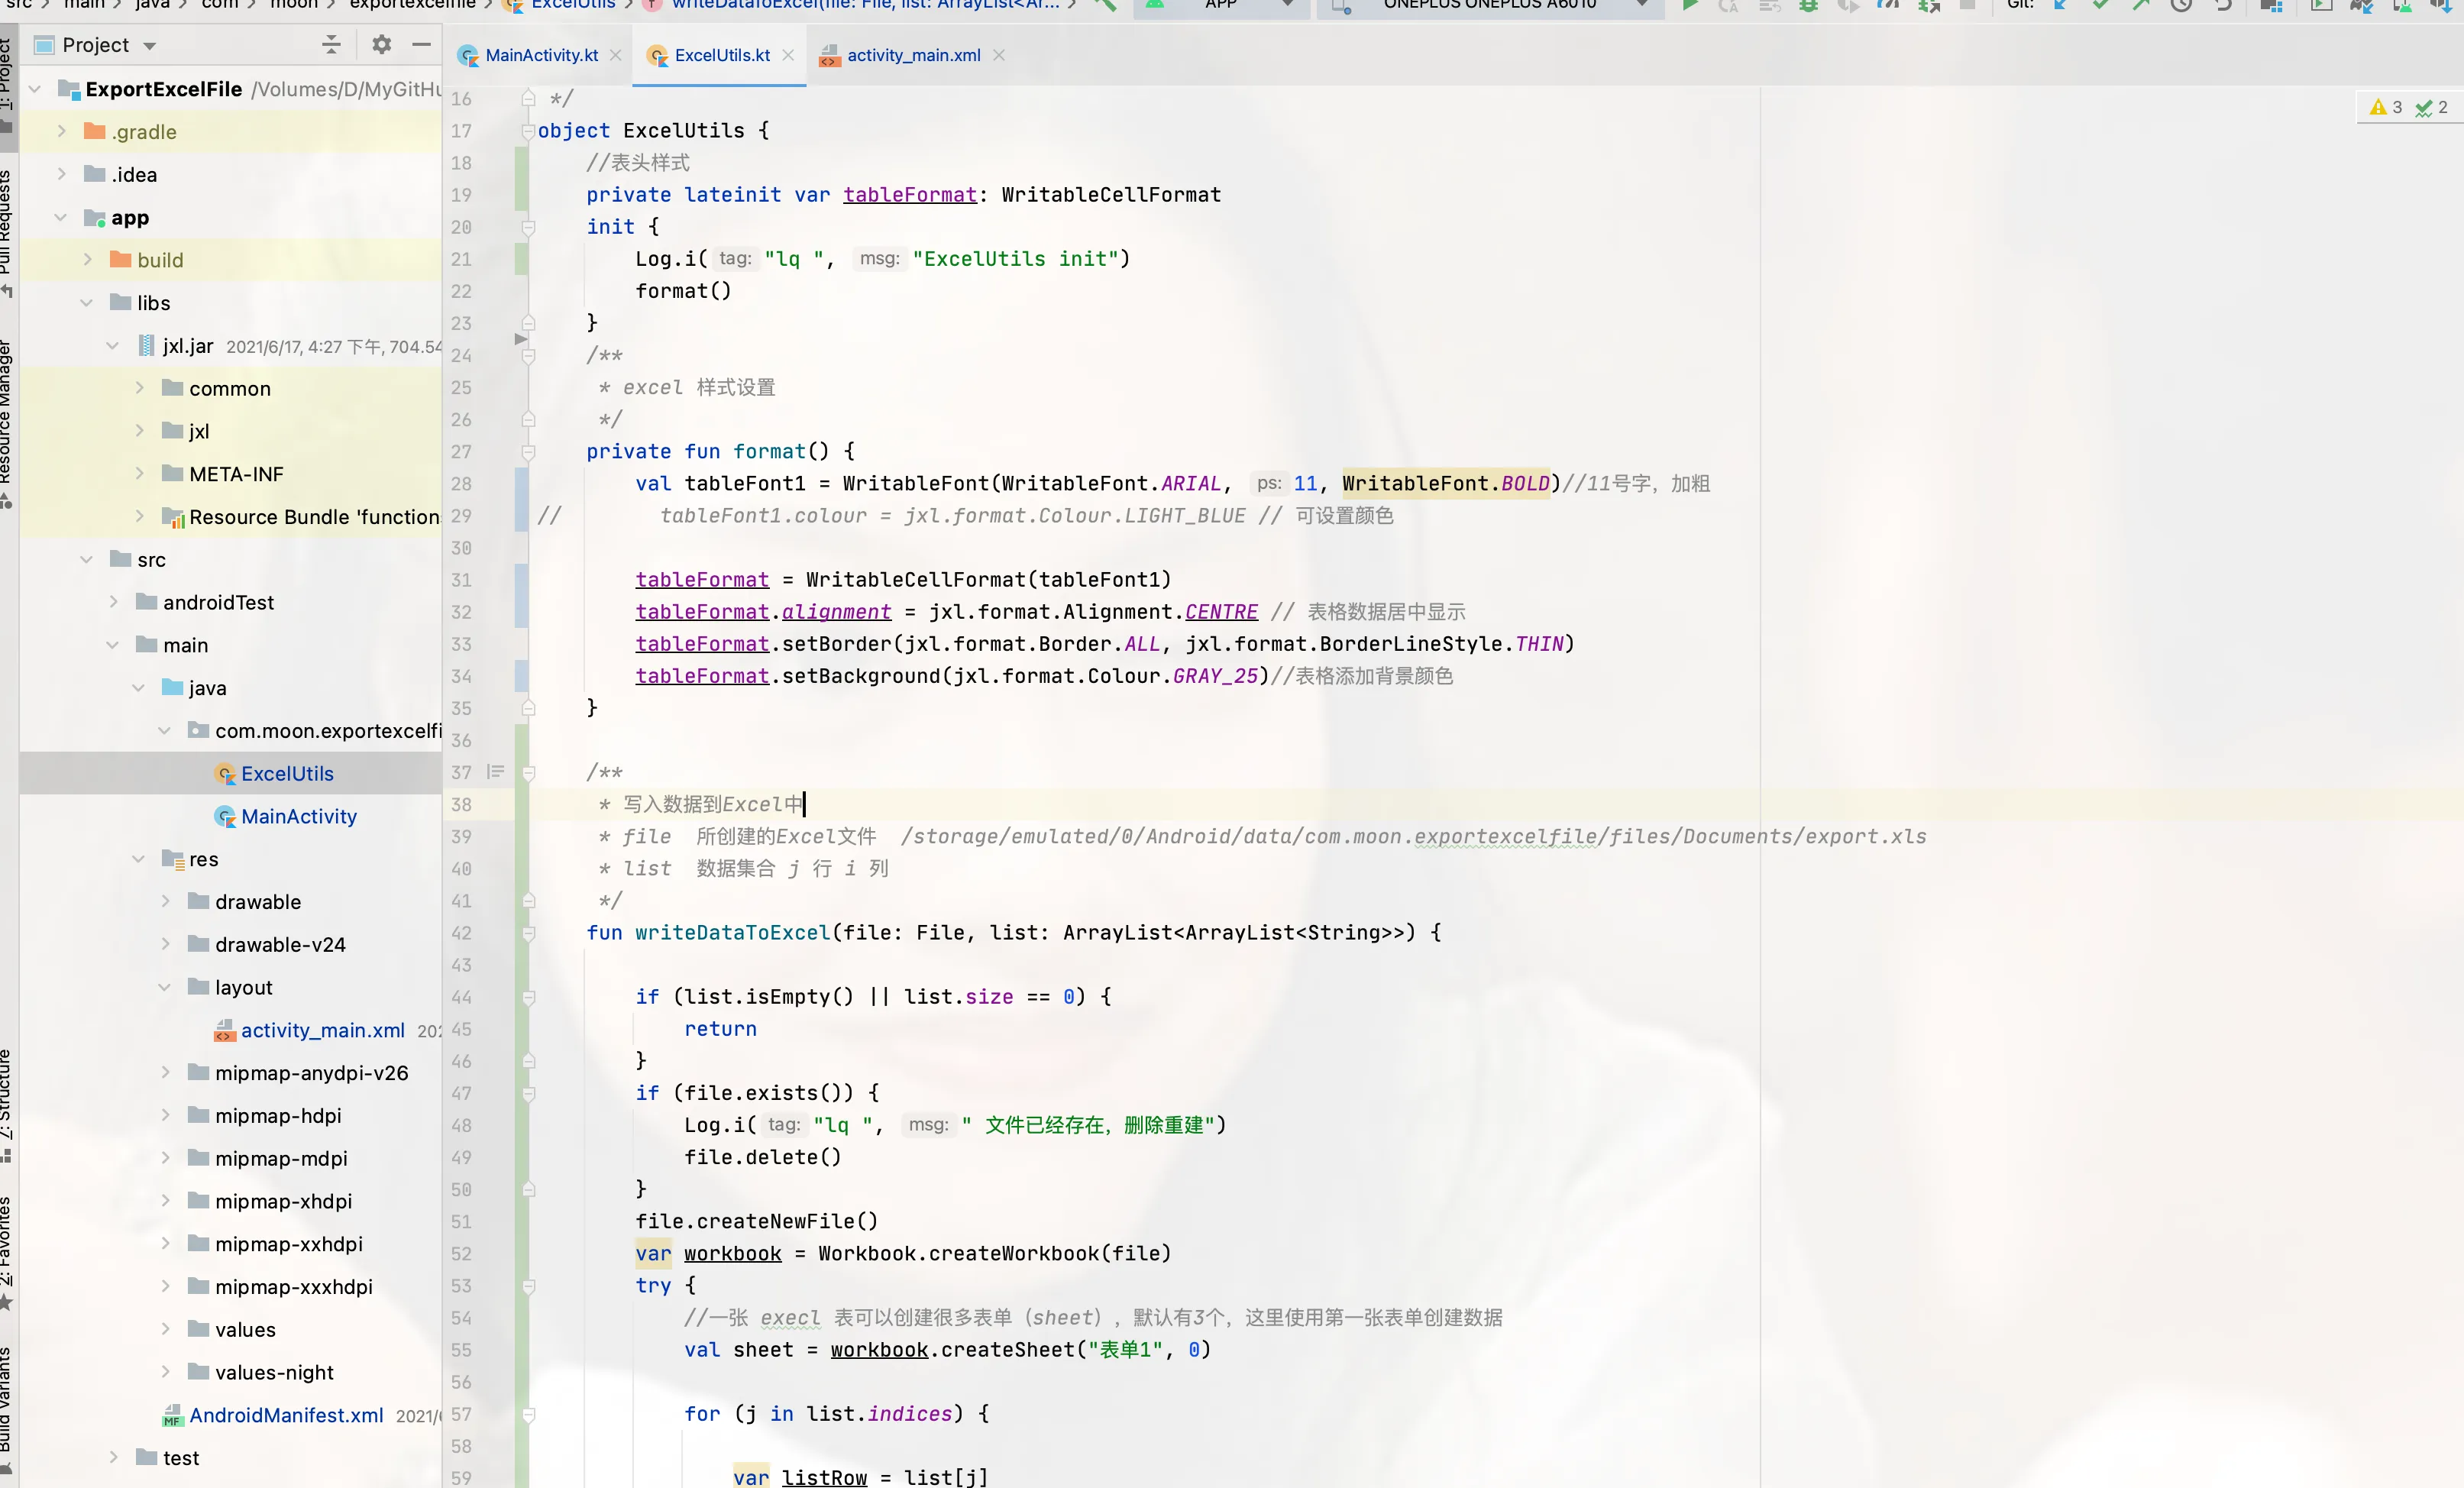 src › main › java › com › moon › exportexcelfile › ExcelUtils › writeDataToExcel(file: File, list: ArrayList<Ar... › APP ONEPLUS ONEPLUS A6010 Git:
1: Project
Pull Requests
Resource Manager
7: Structure
2: Favorites
Build Variants
Project
ExportExcelFile /Volumes/D/MyGitHu
.gradle
.idea
app
build
libs
jxl.jar 2021/6/17, 4:27 下午, 704.54
common
jxl
META-INF
Resource Bundle 'function
src
androidTest
main
java
com.moon.exportexcelfi
ExcelUtils
MainActivity
res
drawable
drawable-v24
layout
activity_main.xml 202
mipmap-anydpi-v26
mipmap-hdpi
mipmap-mdpi
mipmap-xhdpi
mipmap-xxhdpi
mipmap-xxxhdpi
values
values-night
AndroidManifest.xml 2021/
test
MainActivity.kt ExcelUtils.kt activity_main.xml
3 2
16 */
17 object ExcelUtils {
18 //表头样式
19 private lateinit var tableFormat: WritableCellFormat
20 init {
21 Log.i( tag: "lq ", msg: "ExcelUtils init")
22 format()
23 }
24 /**
25 * excel 样式设置
26 */
27 private fun format() {
28 val tableFont1 = WritableFont(WritableFont.ARIAL, ps: 11, WritableFont.BOLD)//11号字，加粗
29 // tableFont1.colour = jxl.format.Colour.LIGHT_BLUE // 可设置颜色
30
31 tableFormat = WritableCellFormat(tableFont1)
32 tableFormat.alignment = jxl.format.Alignment.CENTRE // 表格数据居中显示
33 tableFormat.setBorder(jxl.format.Border.ALL, jxl.format.BorderLineStyle.THIN)
34 tableFormat.setBackground(jxl.format.Colour.GRAY_25)//表格添加背景颜色
35 }
36
37 /**
38 * 写入数据到Excel中
39 * file 所创建的Excel文件 /storage/emulated/0/Android/data/com.moon.exportexcelfile/files/Documents/export.xls
40 * list 数据集合 j 行 i 列
41 */
42 fun writeDataToExcel(file: File, list: ArrayList<ArrayList<String>>) {
43
44 if (list.isEmpty() || list.size == 0) {
45 return
46 }
47 if (file.exists()) {
48 Log.i( tag: "lq ", msg: " 文件已经存在，删除重建")
49 file.delete()
50 }
51 file.createNewFile()
52 var workbook = Workbook.createWorkbook(file)
53 try {
54 //一张 execl 表可以创建很多表单（sheet），默认有3个，这里使用第一张表单创建数据
55 val sheet = workbook.createSheet("表单1", 0)
56
57 for (j in list.indices) {
58
59 var listRow = list[j]